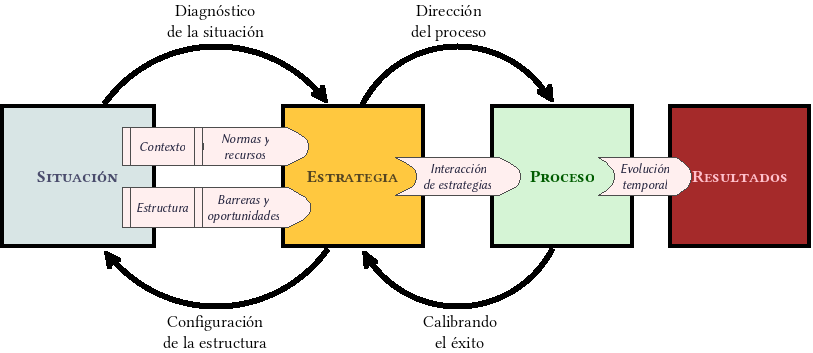 Diagnóstico
de la situación
Dirección
del proceso
Contexto
Normas y
recursos
Situación
Estructura
Barreras y
oportunidades
Estrategia
Interacción
de estrategias
Proceso
Evolución
temporal
Resultados
Configuración
de la estructura
Calibrando
el éxito